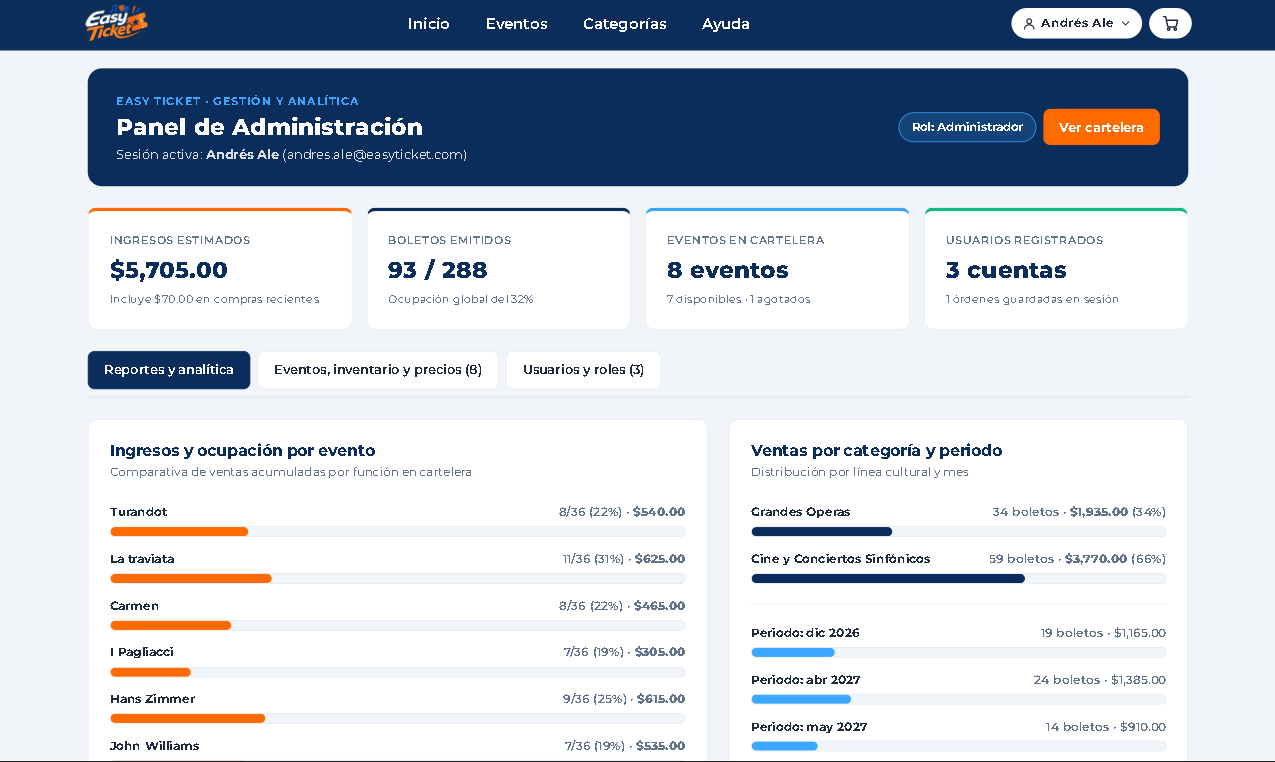 Easy
Ticket
Inicio
Eventos
Categorías
Ayuda
Andrés Ale
EASY TICKET · GESTIÓN Y ANALÍTICA
Panel de Administración
Sesión activa: Andrés Ale (andres.ale@easyticket.com)
Rol: Administrador
Ver cartelera
INGRESOS ESTIMADOS
$5,705.00
Incluye $70.00 en compras recientes
BOLETOS EMITIDOS
93 / 288
Ocupación global del 32%
EVENTOS EN CARTELERA
8 eventos
7 disponibles · 1 agotados
USUARIOS REGISTRADOS
3 cuentas
1 órdenes guardadas en sesión
Reportes y analítica
Eventos, inventario y precios (8)
Usuarios y roles (3)
Ingresos y ocupación por evento
Comparativa de ventas acumuladas por función en cartelera
Turandot 8/36 (22%) · $540.00
La traviata 11/36 (31%) · $625.00
Carmen 8/36 (22%) · $465.00
I Pagliacci 7/36 (19%) · $305.00
Hans Zimmer 9/36 (25%) · $615.00
John Williams 7/36 (19%) · $535.00
Ventas por categoría y periodo
Distribución por línea cultural y mes
Grandes Operas 34 boletos · $1,935.00 (34%)
Cine y Conciertos Sinfónicos 59 boletos · $3,770.00 (66%)
Periodo: dic 2026 19 boletos · $1,165.00
Periodo: abr 2027 24 boletos · $1,385.00
Periodo: may 2027 14 boletos · $910.00